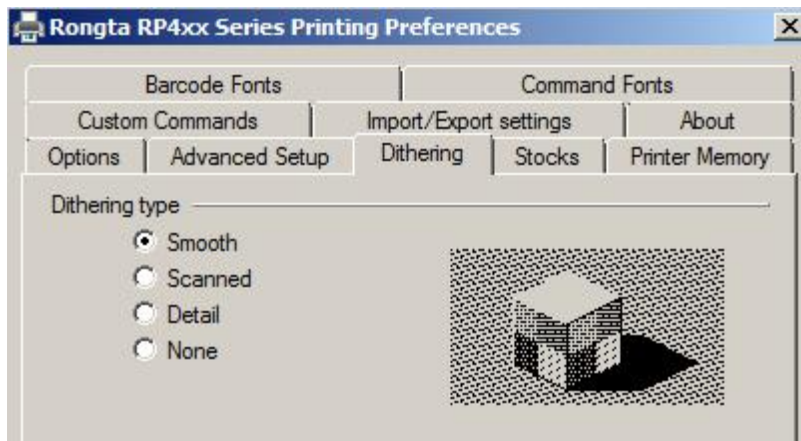 Rongta RP4xx Series Printing Preferences
Barcode Fonts Command Fonts
Custom Commands Import/Export settings About
Options Advanced Setup Dithering Stocks Printer Memory
Dithering type
Smooth
Scanned
Detail
None